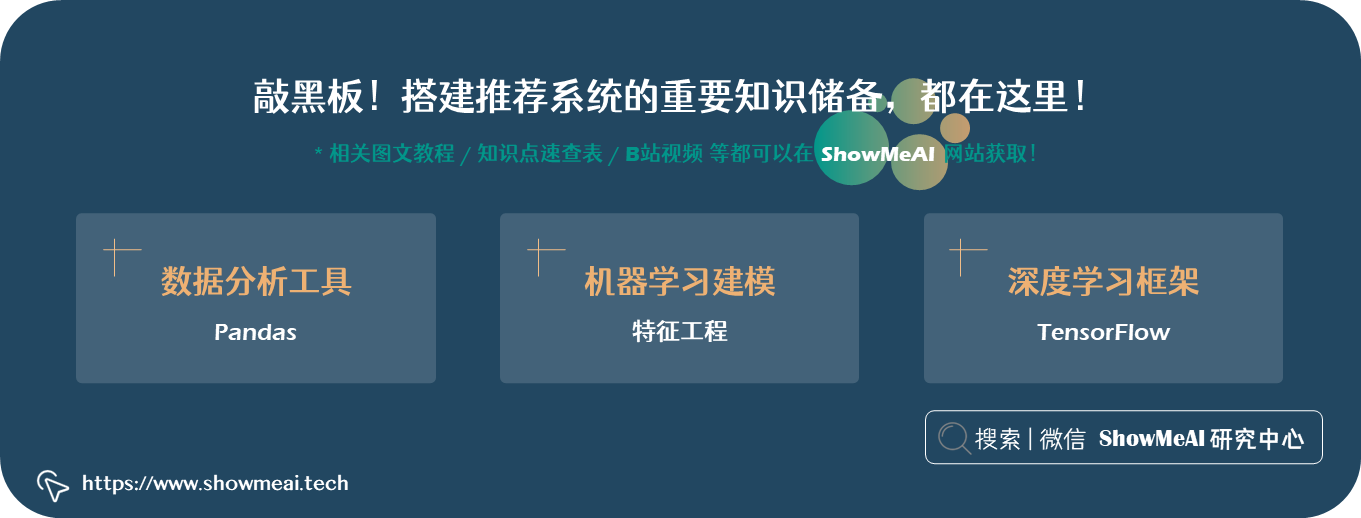 敲黑板！搭建推荐系统的重要知识储备，都在这里！
* 相关图文教程 / 知识点速查表 / B站视频 等都可以在 ShowMeAI 网站获取！
数据分析工具
Pandas
机器学习建模
特征工程
深度学习框架
TensorFlow
搜索 | 微信 ShowMeAI 研究中心
https://www.showmeai.tech